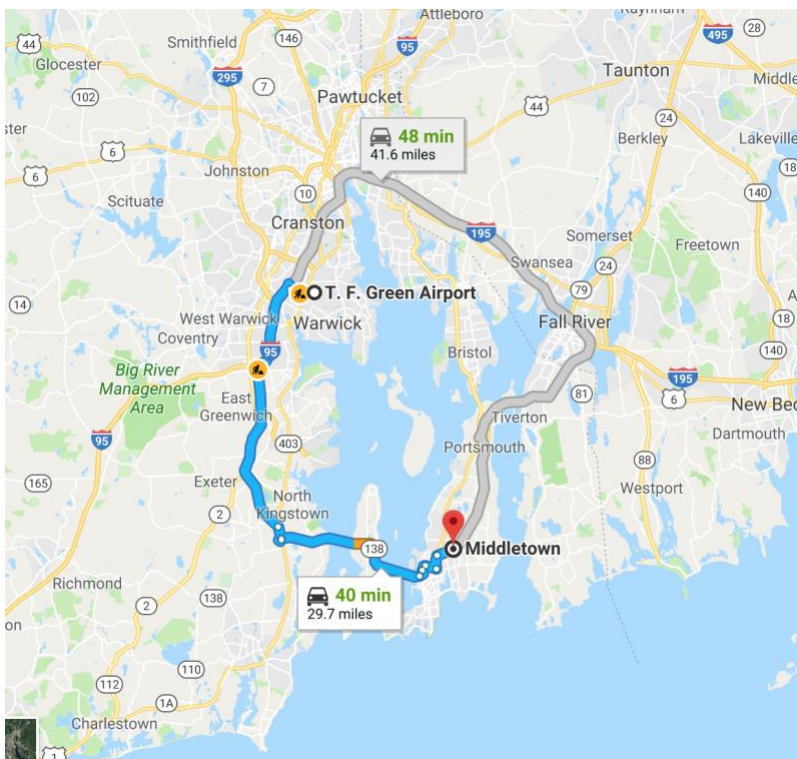 Attleboro
Raynham
44
Smithfield
146
95
495
28
Glocester
295
7
Taunton
Middle
102
Pawtucket
44
24
48 min
41.6 miles
Berkley
Lakeville
6
Johnston
6
18
Scituate
10
140
Cranston
195
Somerset
Freetown
Swansea
24
14
T. F. Green Airport
79
West Warwick
Warwick
Fall River
18
Coventry
95
140
Big River
Management
Area
Bristol
195
East
Greenwich
81
6
New Bed
Tiverton
95
403
Portsmouth
Dartmouth
165
Exeter
88
2
North
Kingstown
Westport
138
Middletown
Richmond
40 min
29.7 miles
2
138
on
110
112
1A
Charlestown
1